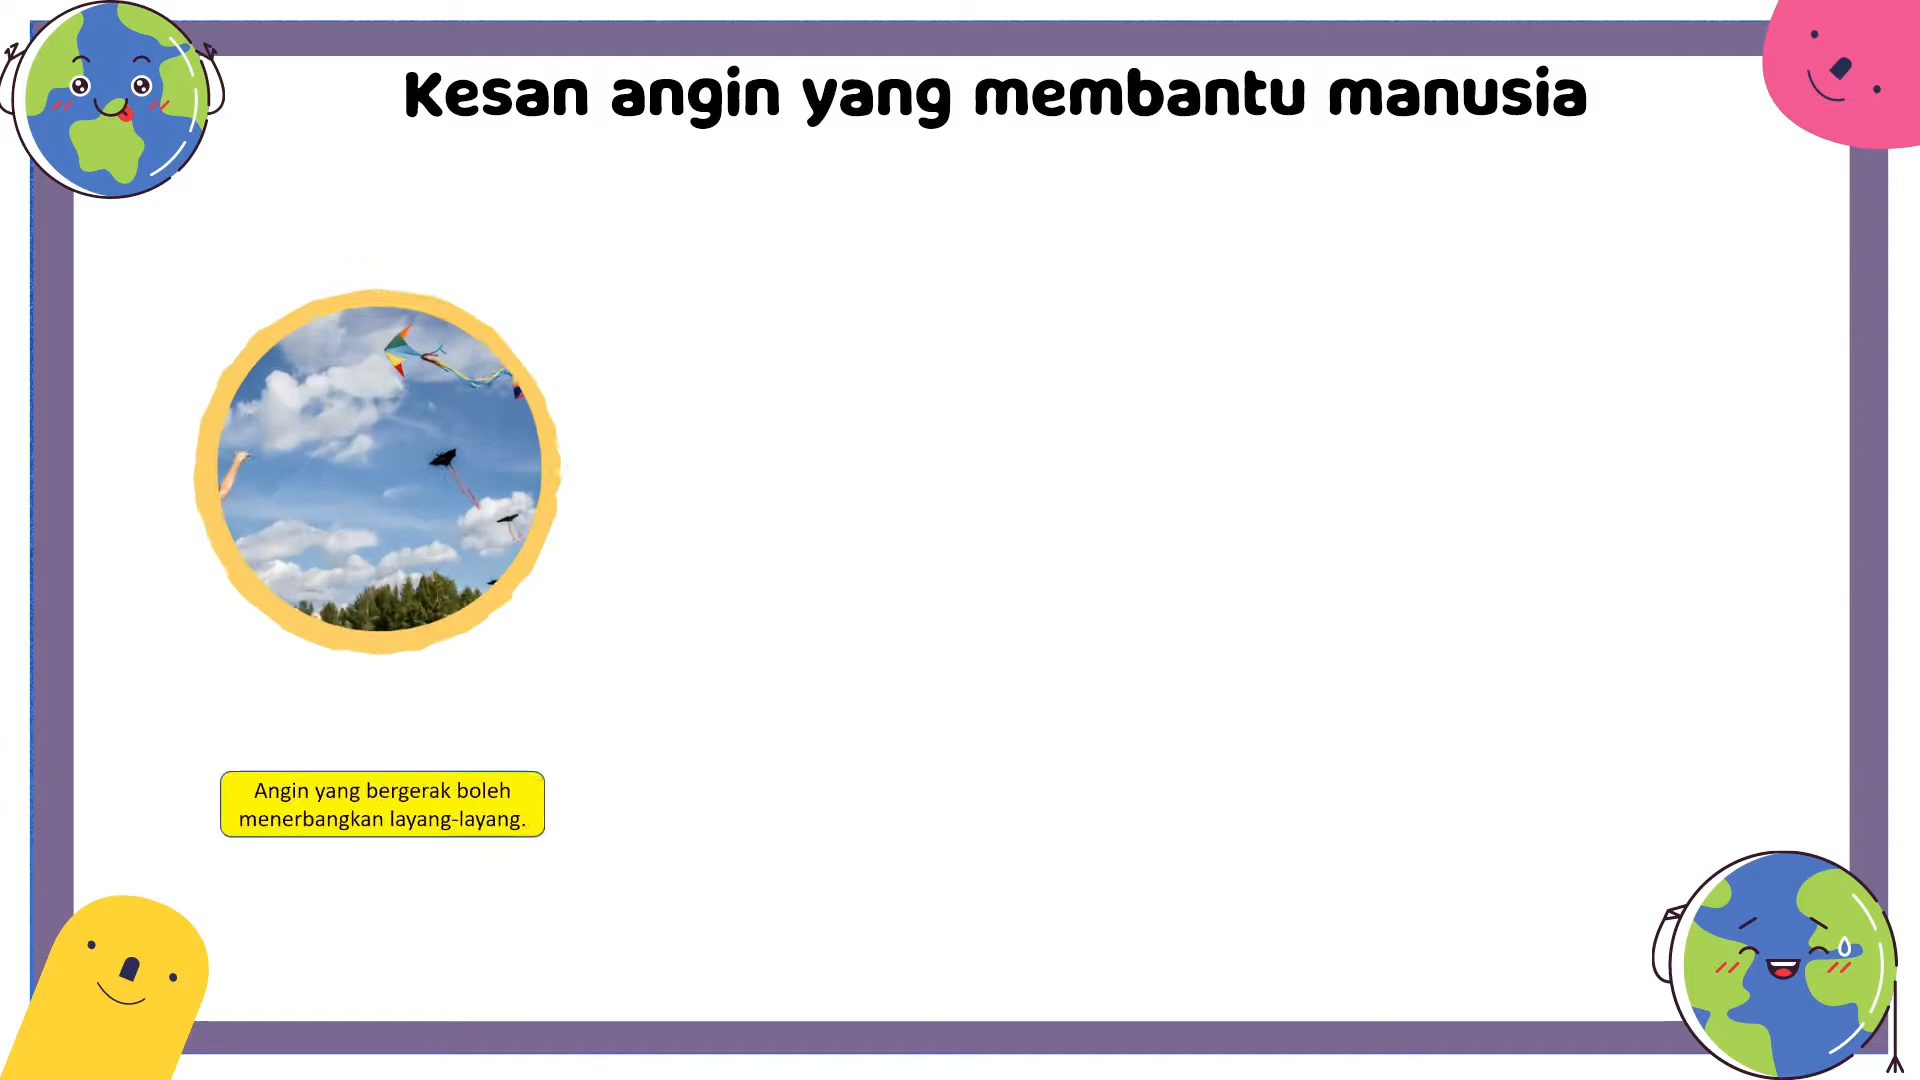 Kesan angin yang membantu manusia
Angin yang bergerak boleh
menerbangkan layang-layang.